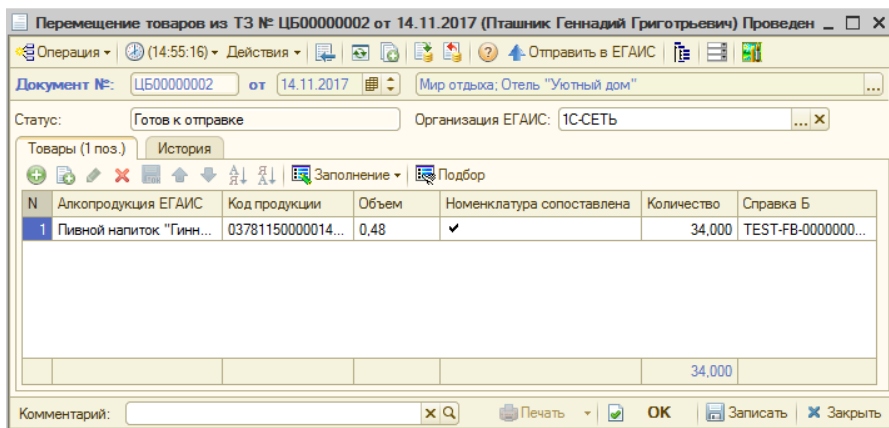 Перемещение товаров из ТЗ № ЦБ00000002 от 14.11.2017 (Пташник Геннадий Григотрьевич) Проведен
Операция (14:55:16) Действия ? Отправить в ЕГАИС
Документ №: ЦБ00000002 от 14.11.2017 Мир отдыха; Отель "Уютный дом" ...
Статус: Готов к отправке Организация ЕГАИС: 1С-СЕТЬ ... x
Товары (1 поз.) История
Заполнение Подбор
N Алкопродукция ЕГАИС Код продукции Объем Номенклатура сопоставлена Количество Справка Б
1 Пивной напиток "Гинн... 03781150000014... 0,48 34,000 TEST-FB-0000000...
34,000
Комментарий: x Печать OK Записать Закрыть